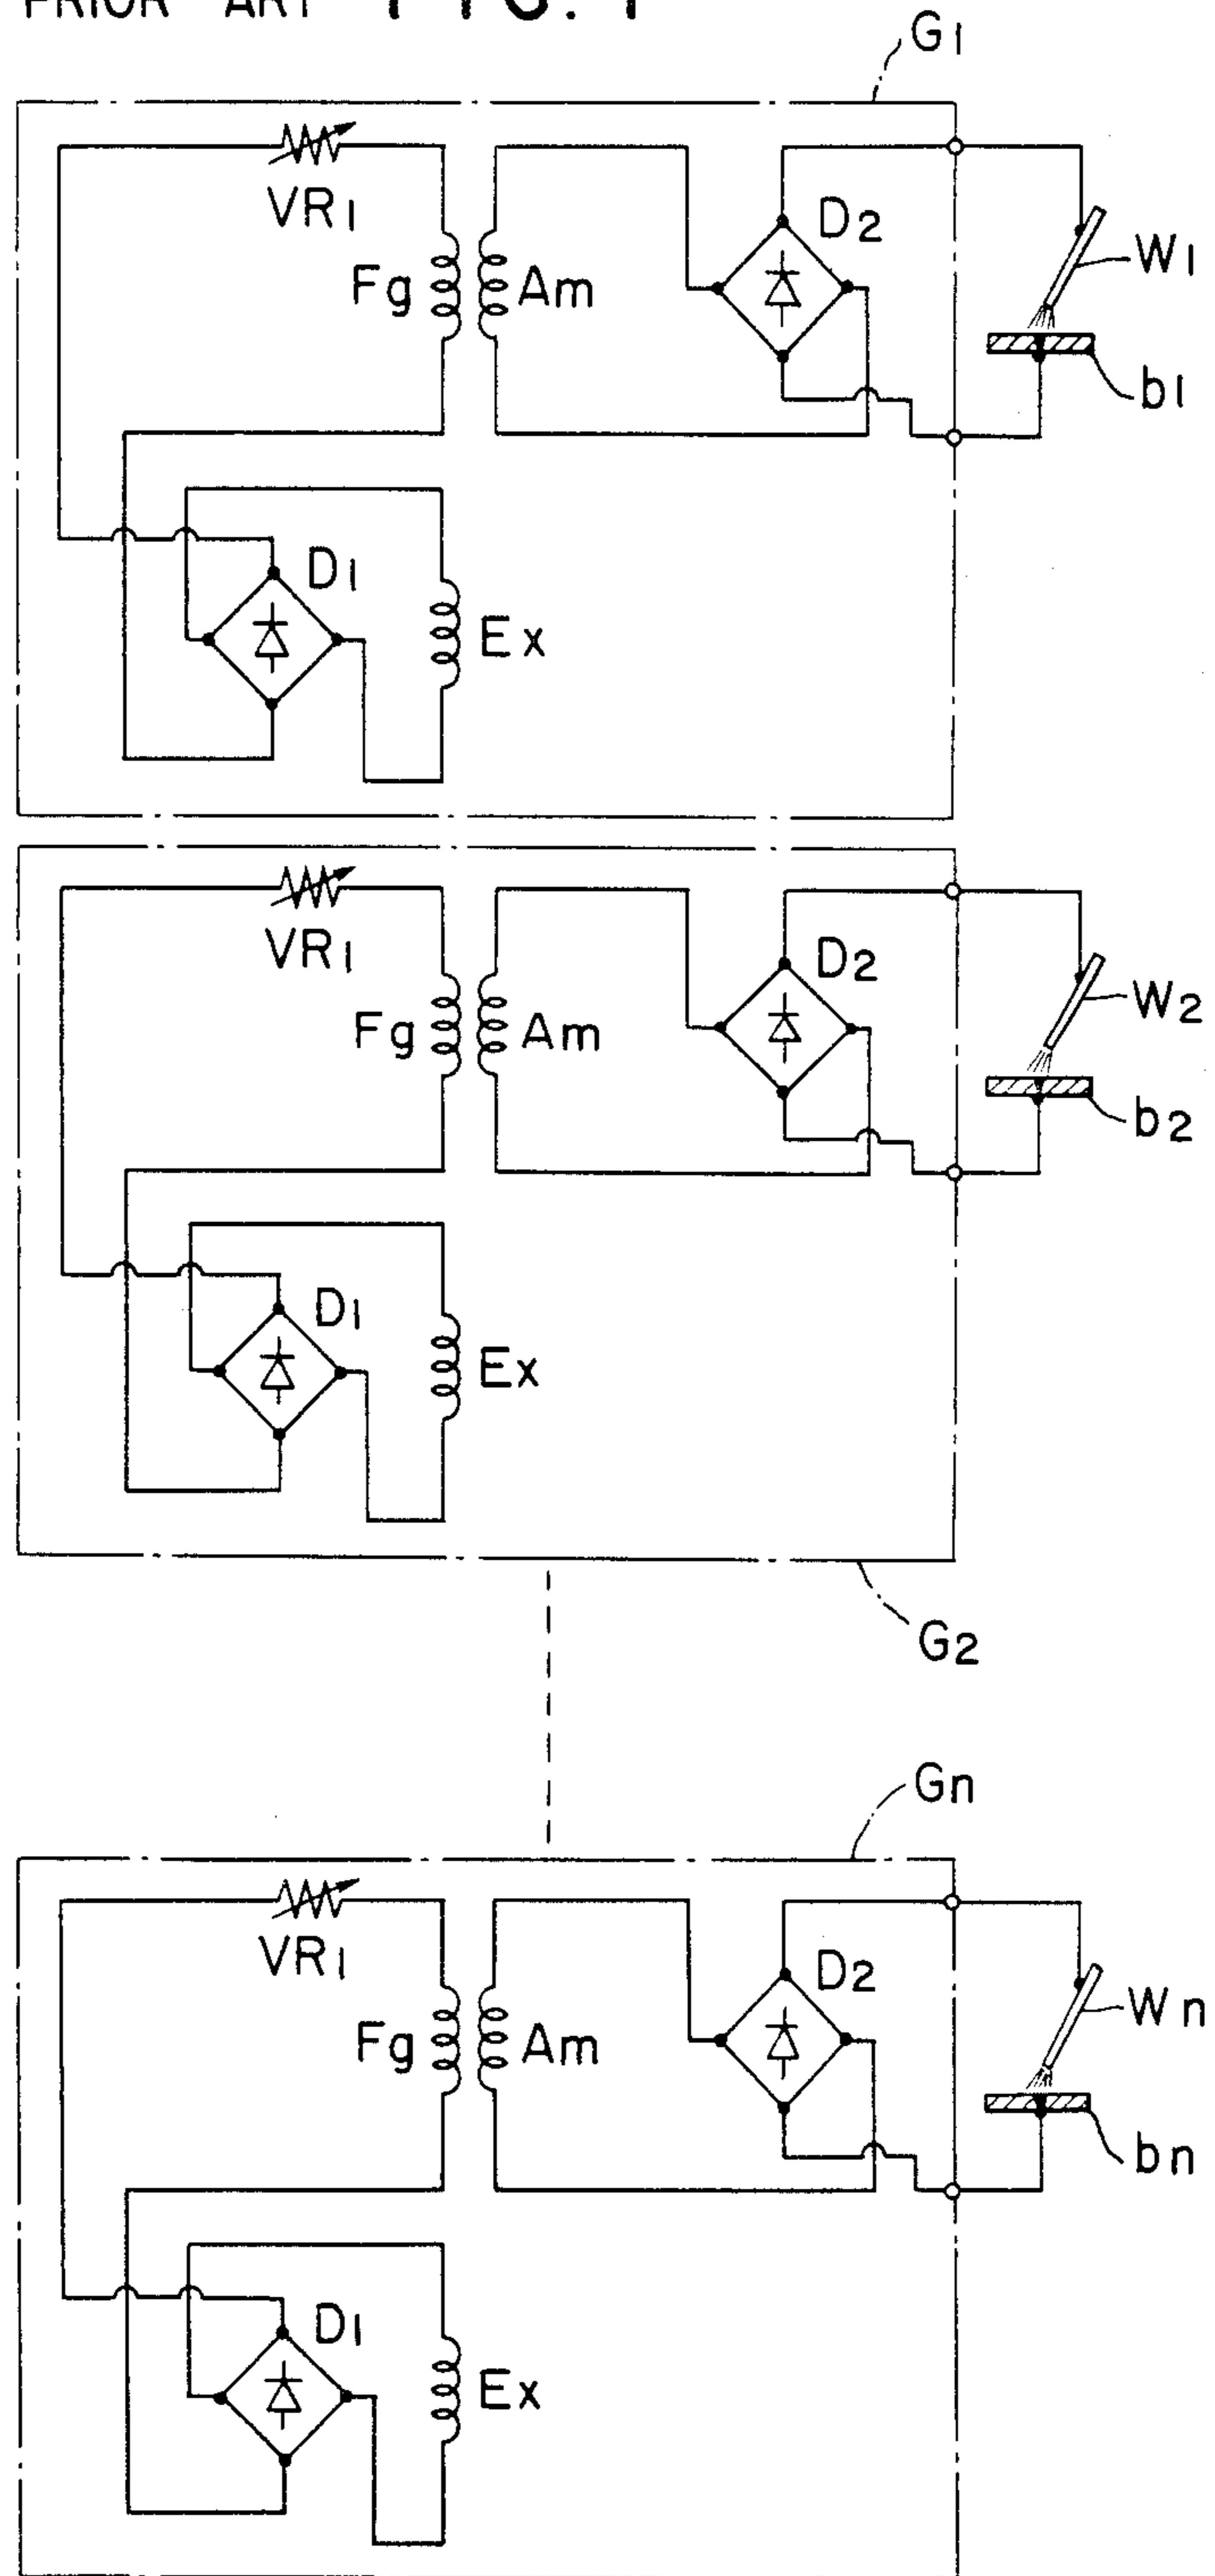 PRIOR ART FIG. 1
G1
VR1
D2
W1
Fg
Am
b1
D1
Ex
VR1
D2
W2
Fg
Am
b2
D1
Ex
G2
Gn
VR1
D2
Wn
Fg
Am
bn
D1
Ex